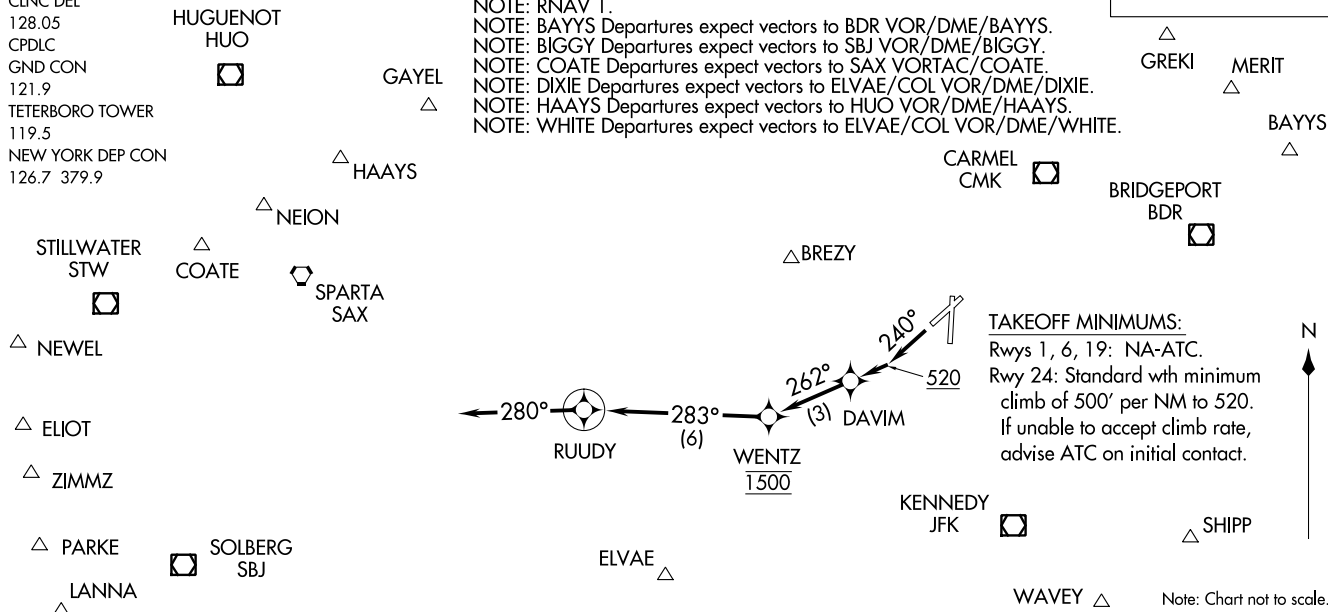 CLNC DEL
128.05
CPDLC
GND CON
121.9
TETERBORO TOWER
119.5
NEW YORK DEP CON
126.7 379.9
HUGUENOT
HUO
GAYEL
NOTE: RNAV 1.
NOTE: BAYYS Departures expect vectors to BDR VOR/DME/BAYYS.
NOTE: BIGGY Departures expect vectors to SBJ VOR/DME/BIGGY.
NOTE: COATE Departures expect vectors to SAX VORTAC/COATE.
NOTE: DIXIE Departures expect vectors to ELVAE/COL VOR/DME/DIXIE.
NOTE: HAAYS Departures expect vectors to HUO VOR/DME/HAAYS.
NOTE: WHITE Departures expect vectors to ELVAE/COL VOR/DME/WHITE.
GREKI
MERIT
BAYYS
HAAYS
CARMEL
CMK
BRIDGEPORT
BDR
NEION
STILLWATER
STW
COATE
SPARTA
SAX
BREZY
NEWEL
240°
520
TAKEOFF MINIMUMS:
Rwys 1, 6, 19: NA-ATC.
Rwy 24: Standard wth minimum
climb of 500' per NM to 520.
If unable to accept climb rate,
advise ATC on initial contact.
N
262°
(3)
DAVIM
280°
283°
(6)
RUUDY
WENTZ
1500
ELIOT
ZIMMZ
KENNEDY
JFK
SHIPP
PARKE
SOLBERG
SBJ
ELVAE
LANNA
WAVEY
Note: Chart not to scale.